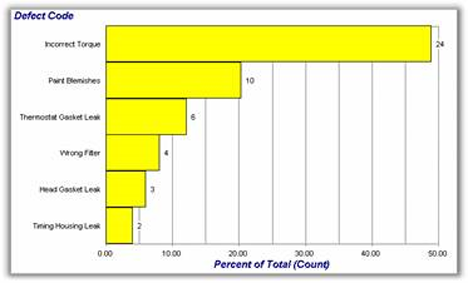 Defect Code
Incorrect Torque 24
Paint Blemishes 10
Thermostat Gasket Leak 6
Wrong Filter 4
Head Gasket Leak 3
Timing Housing Leak 2
0.00 10.00 20.00 30.00 40.00 50.00
Percent of Total (Count)